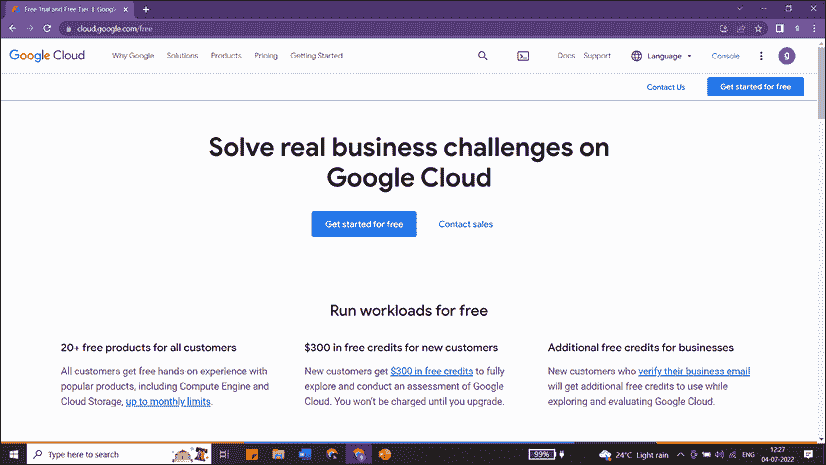 Free Trial and Free Tier | Google
cloud.google.com/free
Google Cloud
Why Google
Solutions
Products
Pricing
Getting Started
Docs
Support
Language
Console
g
Contact Us
Get started for free
Solve real business challenges on
Google Cloud
Get started for free
Contact sales
Run workloads for free
20+ free products for all customers
All customers get free hands on experience with
popular products, including Compute Engine and
Cloud Storage, up to monthly limits.
$300 in free credits for new customers
New customers get $300 in free credits to fully
explore and conduct an assessment of Google
Cloud. You won't be charged until you upgrade.
Additional free credits for businesses
New customers who verify their business email
will get additional free credits to use while
exploring and evaluating Google Cloud.
Type here to search
99%
24°C Light rain
ENG
12:27
04-07-2022